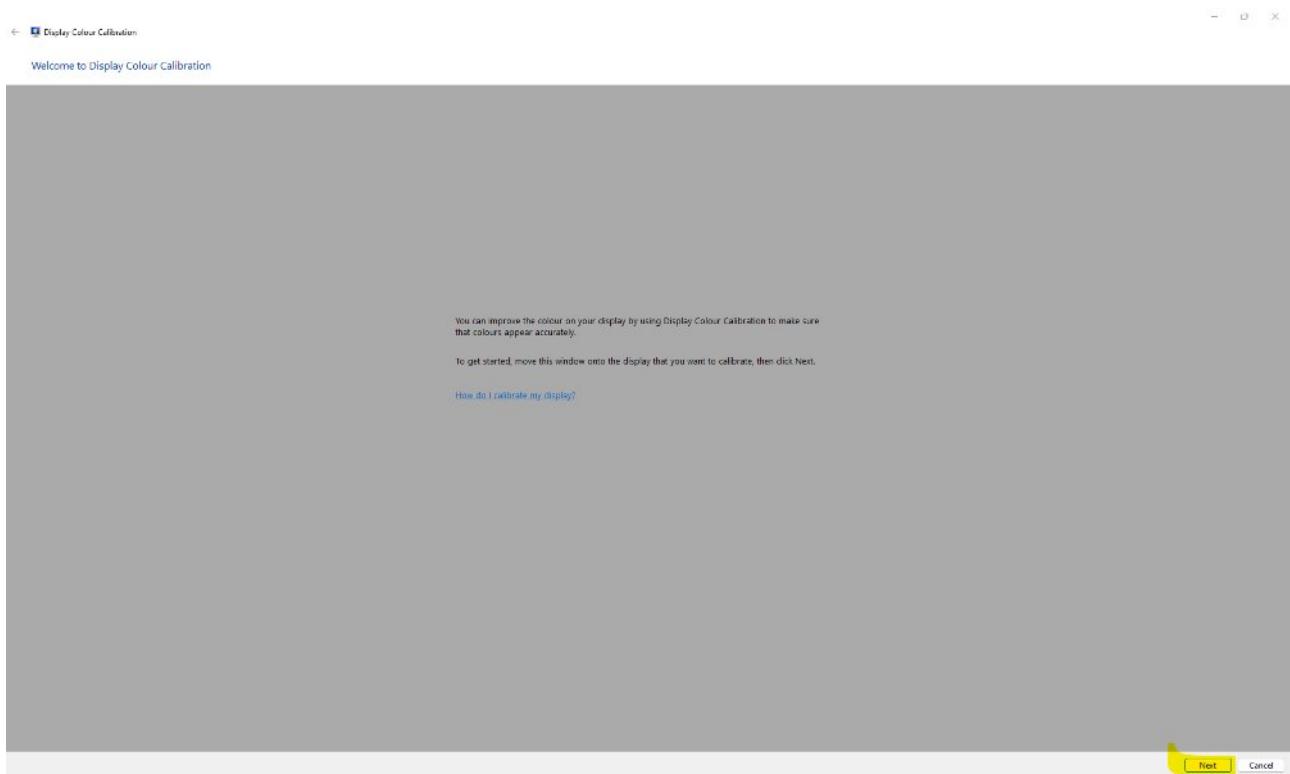 Display Colour Calibration
Welcome to Display Colour Calibration
You can improve the colour on your display by using Display Colour Calibration to make sure
that colours appear accurately.
To get started, move this window onto the display that you want to calibrate, then click Next.
How do I calibrate my display?
Next
Cancel